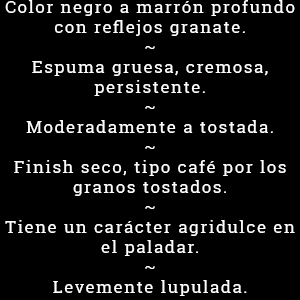 Color negro a marrón profundo
con reflejos granate.
~
Espuma gruesa, cremosa,
persistente.
~
Moderadamente a tostada.
~
Finish seco, tipo café por los
granos tostados.
~
Tiene un carácter agridulce en
el paladar.
~
Levemente lupulada.